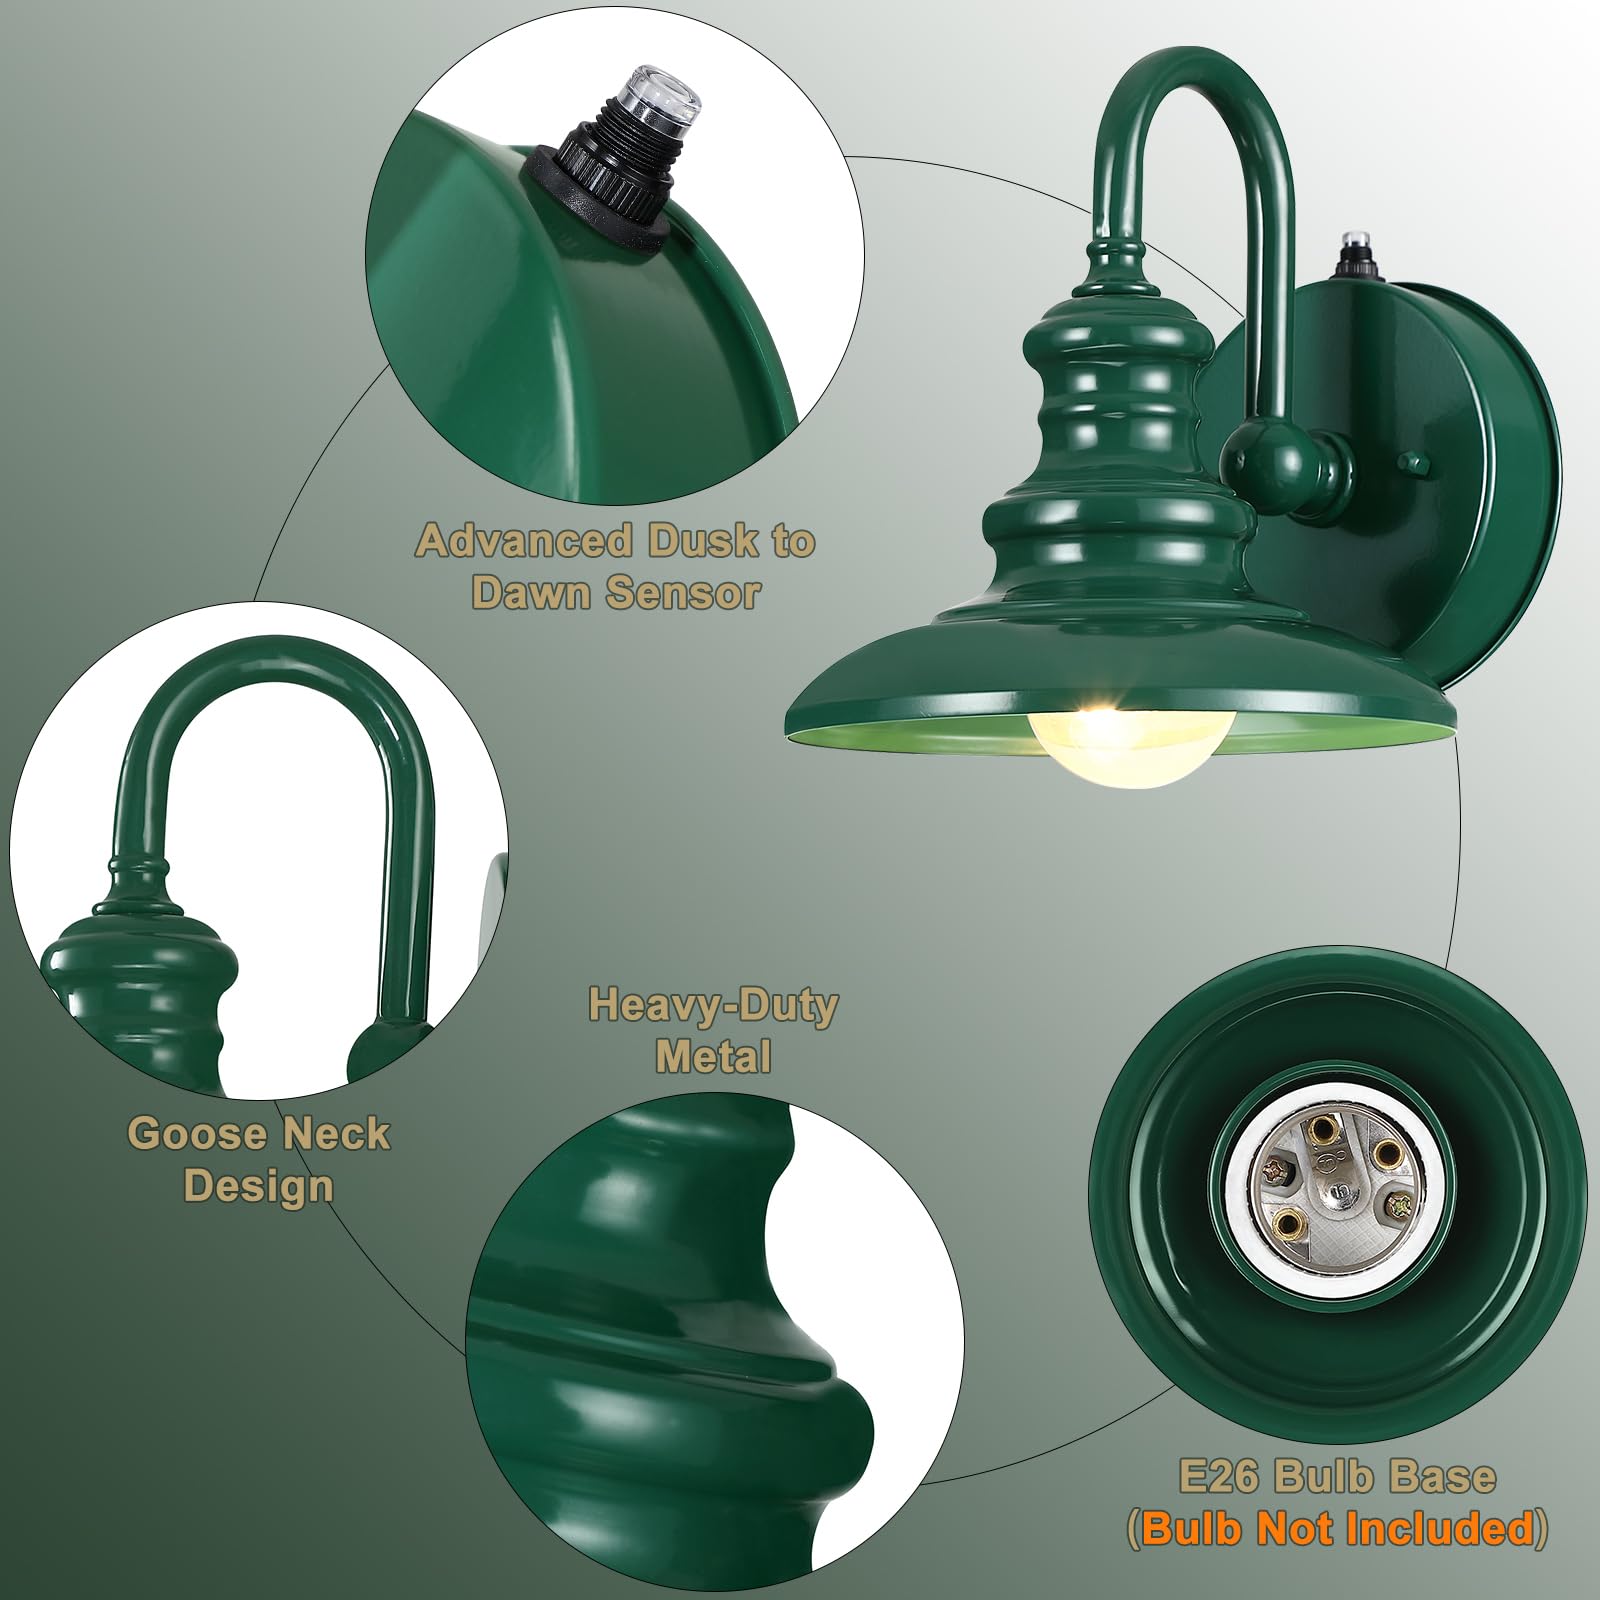 Advanced Dusk to
Dawn Sensor
Goose Neck
Design
Heavy-Duty
Metal
E26 Bulb Base
(Bulb Not Included)